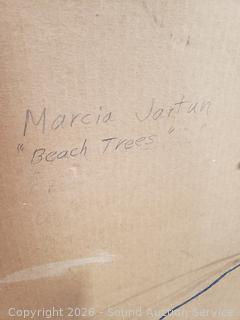 Marcia Jartun
"Beach Trees"
Copyright 2026 - Sound Auction Service